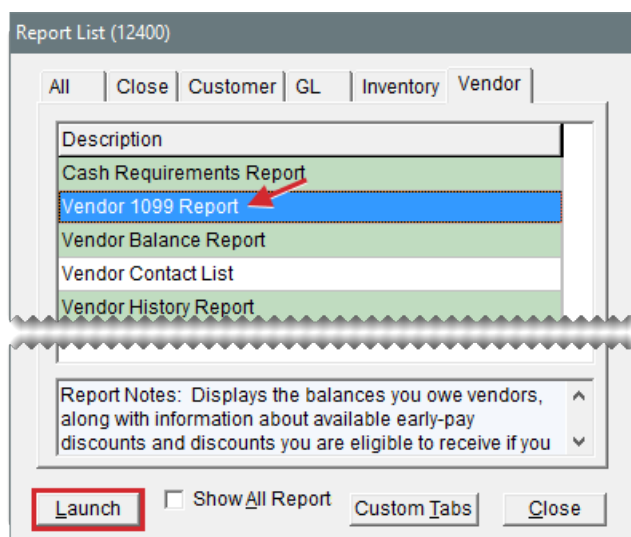 Report List (12400)
All Close Customer GL Inventory Vendor
Description
Cash Requirements Report
Vendor 1099 Report
Vendor Balance Report
Vendor Contact List
Vendor History Report
Report Notes: Displays the balances you owe vendors,
along with information about available early-pay
discounts and discounts you are eligible to receive if you
Launch Show All Report Custom Tabs Close